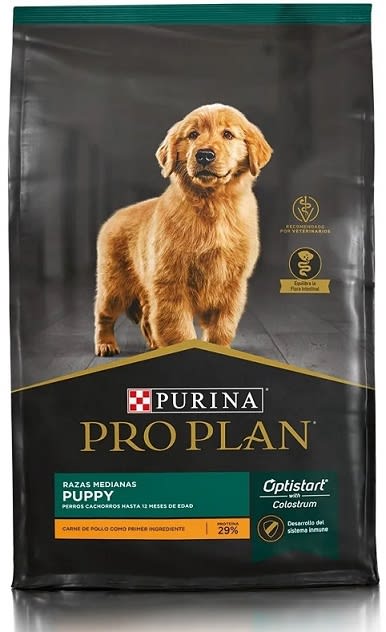 RECOMENDADO
POR VETERINARIOS
Equilibra la
Flora Intestinal
PURINA®
PRO PLAN®
RAZAS MEDIANAS
PUPPY
PERROS CACHORROS HASTA 12 MESES DE EDAD
CARNE DE POLLO COMO PRIMER INGREDIENTE
PROTEÍNA
29%
Optistart®
with
Colostrum
Desarrollo del
sistema inmune